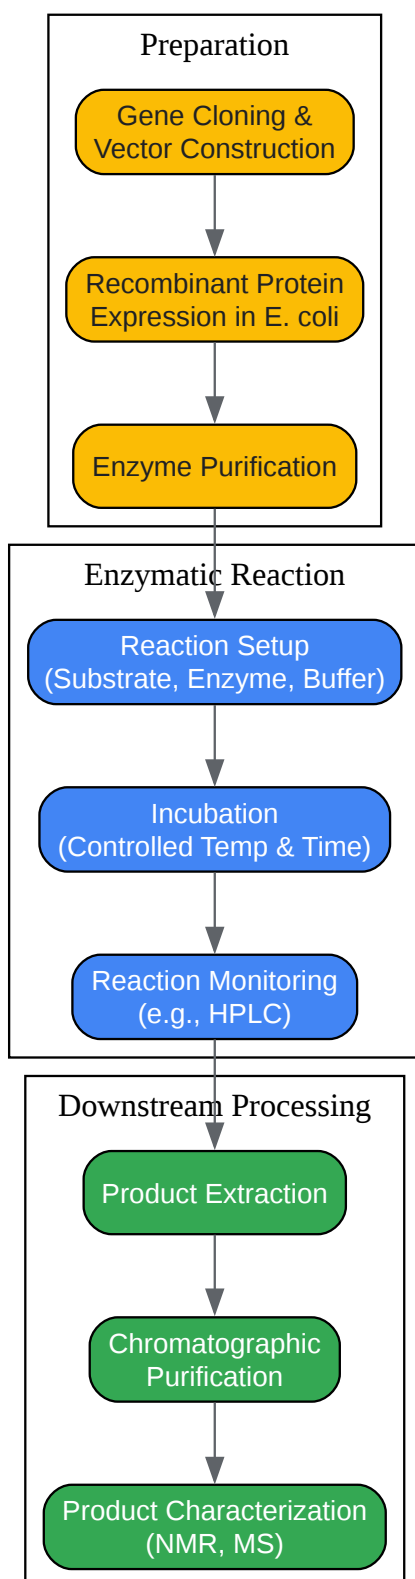 Preparation
Gene Cloning &
Vector Construction
Recombinant Protein
Expression in E. coli
Enzyme Purification
Enzymatic Reaction
Reaction Setup
(Substrate, Enzyme, Buffer)
Incubation
(Controlled Temp & Time)
Reaction Monitoring
(e.g., HPLC)
Downstream Processing
Product Extraction
Chromatographic
Purification
Product Characterization
(NMR, MS)